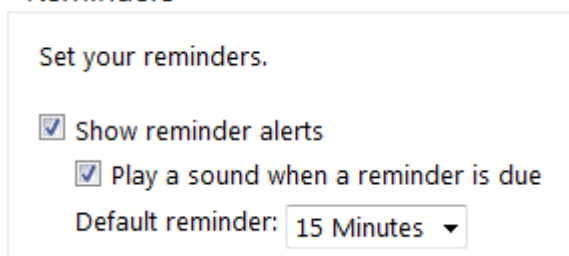 Set your reminders.
Show reminder alerts
Play a sound when a reminder is due
Default reminder: 15 Minutes